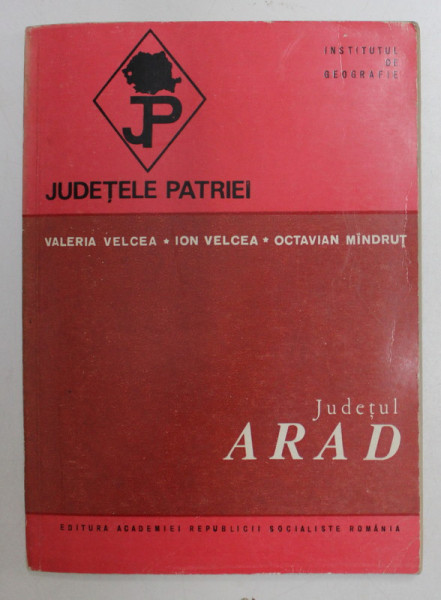 INSTITUTUL
DE
GEOGRAFIE
JP
JUDEȚELE PATRIEI
VALERIA VELCEA ★ ION VELCEA ★ OCTAVIAN MÎNDRUȚ
Județul
ARAD
EDITURA ACADEMIEI REPUBLICII SOCIALISTE ROMÂNIA